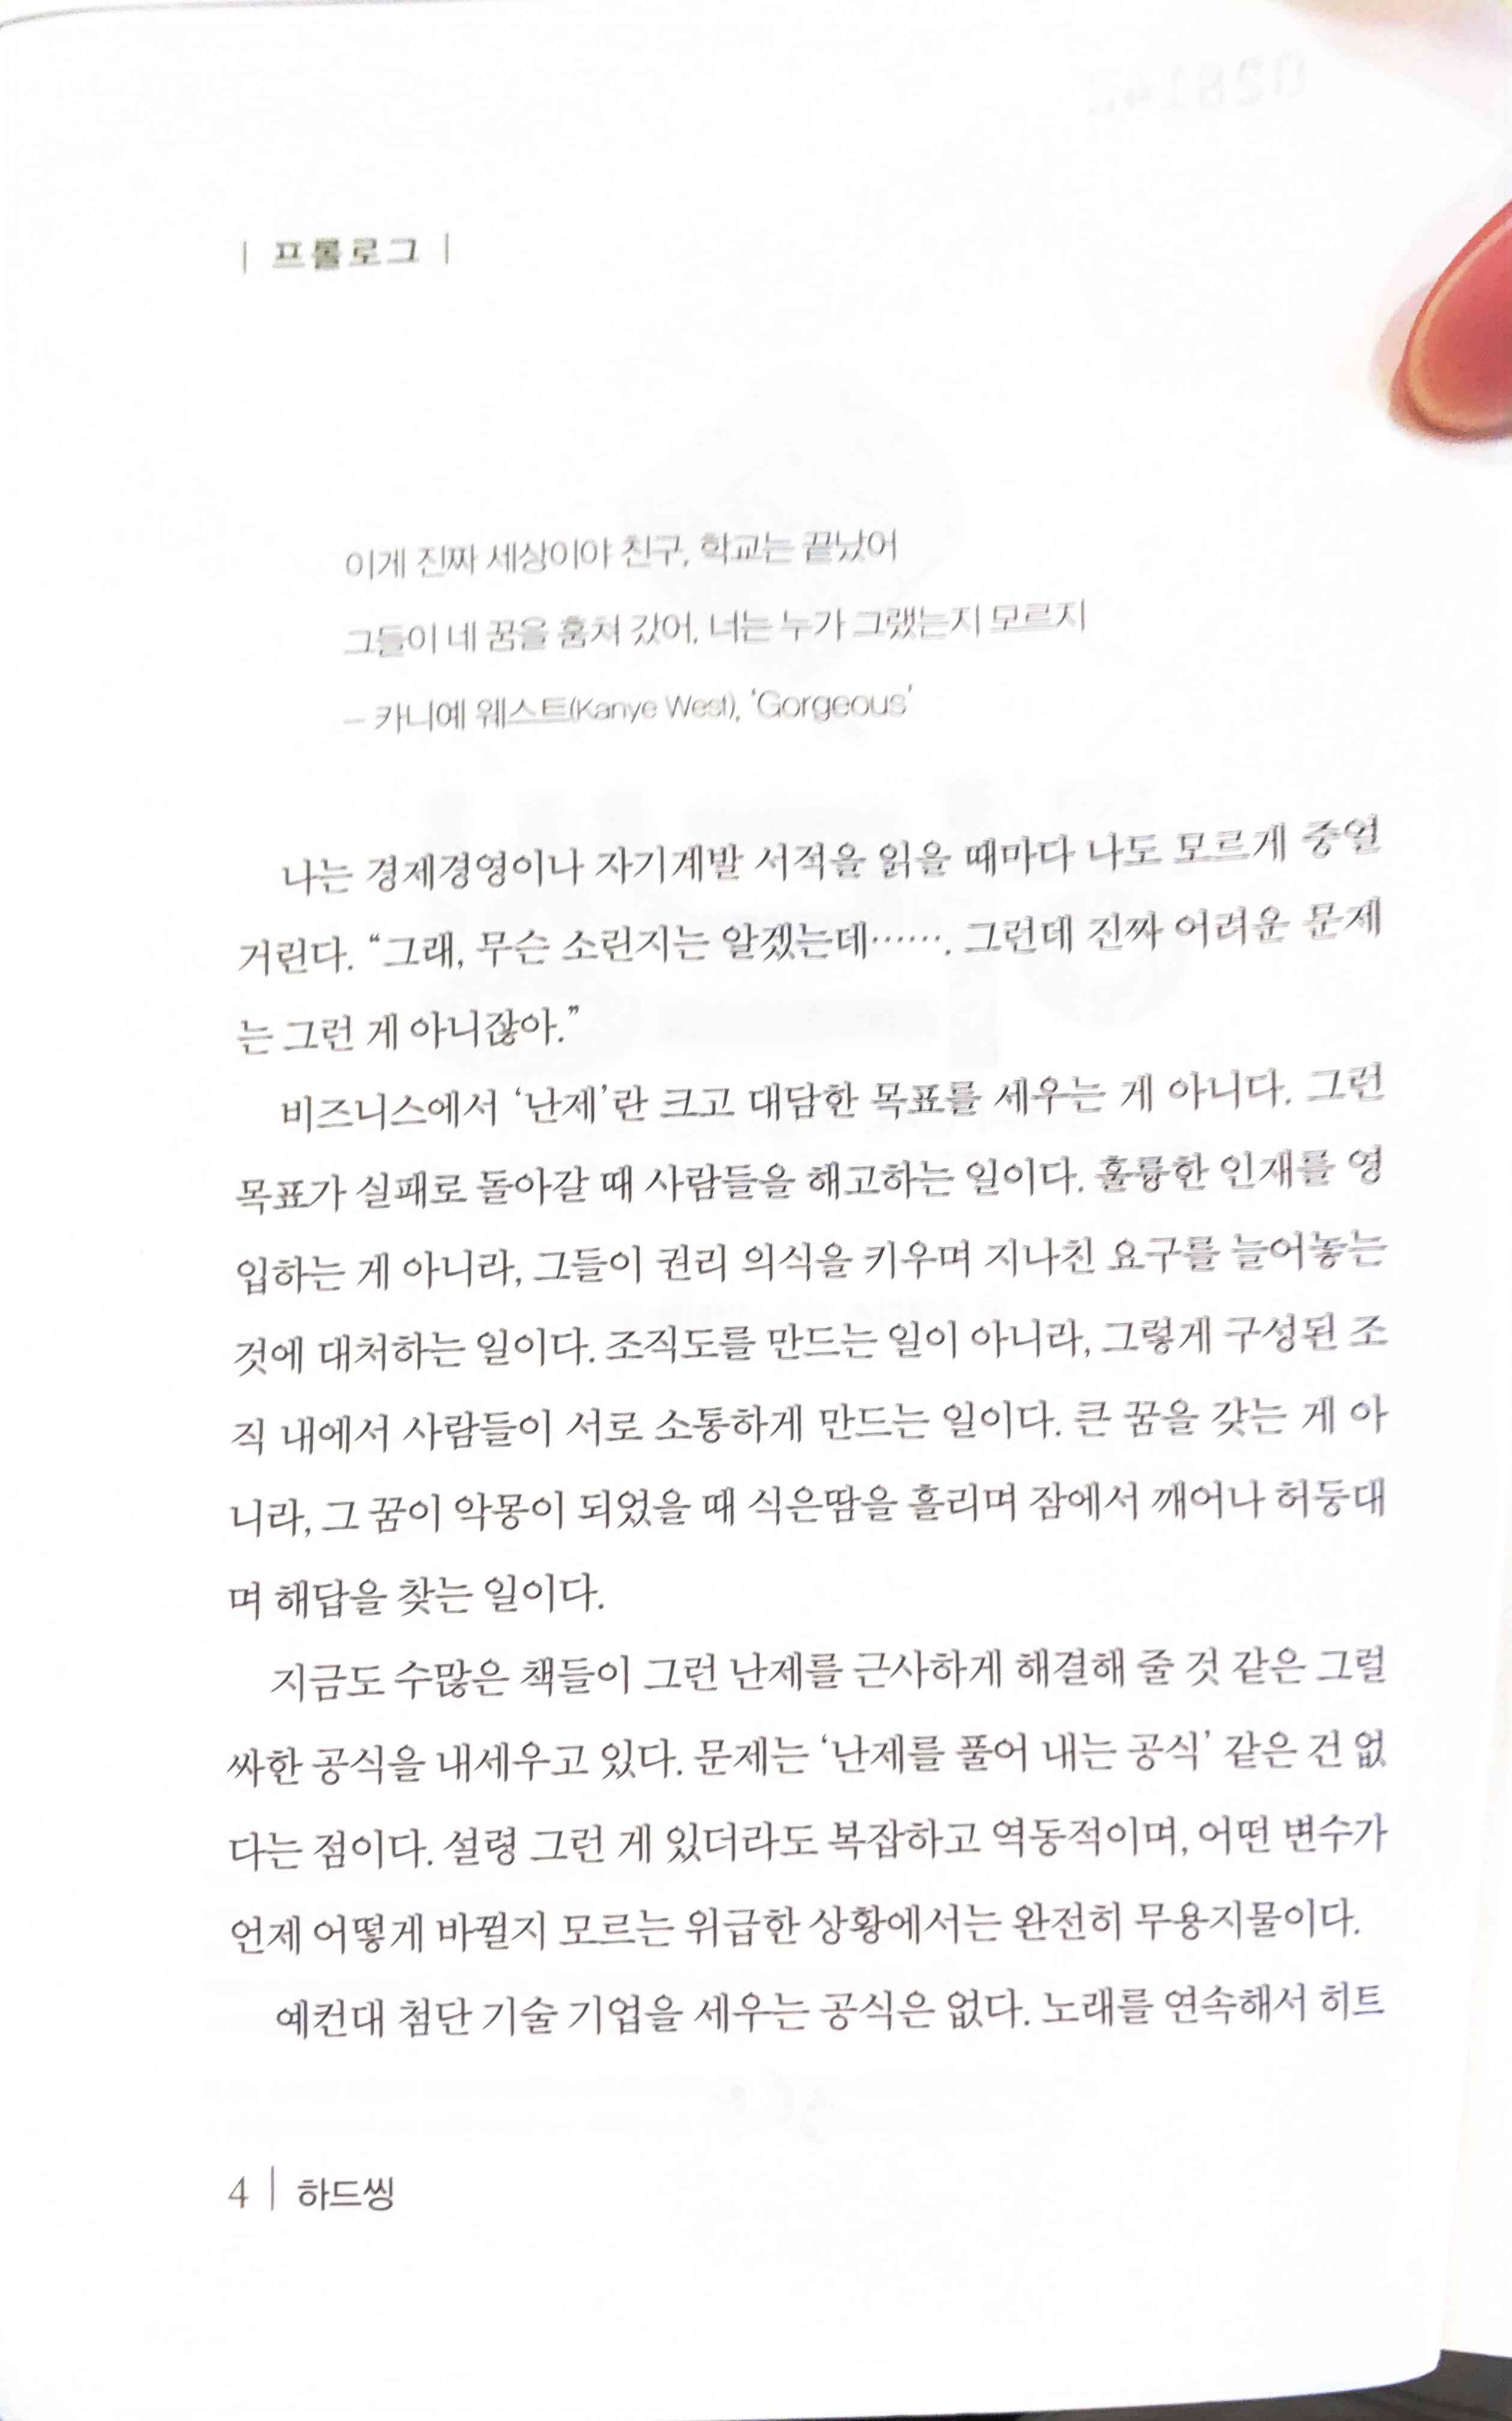 | 프롤로그 |
이게 진짜 세상이야 친구, 학교는 끝났어
그들이 네 꿈을 훔쳐 갔어, 너는 누가 그랬는지 모르지
– 카니예 웨스트(Kanye West), ‘Gorgeous’
나는 경제경영이나 자기계발 서적을 읽을 때마다 나도 모르게 중얼
거린다. “그래, 무슨 소린지는 알겠는데……. 그런데 진짜 어려운 문제
는 그런 게 아니잖아.”
비즈니스에서 ‘난제’란 크고 대담한 목표를 세우는 게 아니다. 그런
목표가 실패로 돌아갈 때 사람들을 해고하는 일이다. 훌륭한 인재를 영
입하는 게 아니라, 그들이 권리 의식을 키우며 지나친 요구를 늘어놓는
것에 대처하는 일이다. 조직도를 만드는 일이 아니라, 그렇게 구성된 조
직 내에서 사람들이 서로 소통하게 만드는 일이다. 큰 꿈을 갖는 게 아
니라, 그 꿈이 악몽이 되었을 때 식은땀을 흘리며 잠에서 깨어나 허둥대
며 해답을 찾는 일이다.
지금도 수많은 책들이 그런 난제를 근사하게 해결해 줄 것 같은 그럴
싸한 공식을 내세우고 있다. 문제는 ‘난제를 풀어 내는 공식’ 같은 건 없
다는 점이다. 설령 그런 게 있더라도 복잡하고 역동적이며, 어떤 변수가
언제 어떻게 바뀔지 모르는 위급한 상황에서는 완전히 무용지물이다.
예컨대 첨단 기술 기업을 세우는 공식은 없다. 노래를 연속해서 히트
4 | 하드씽